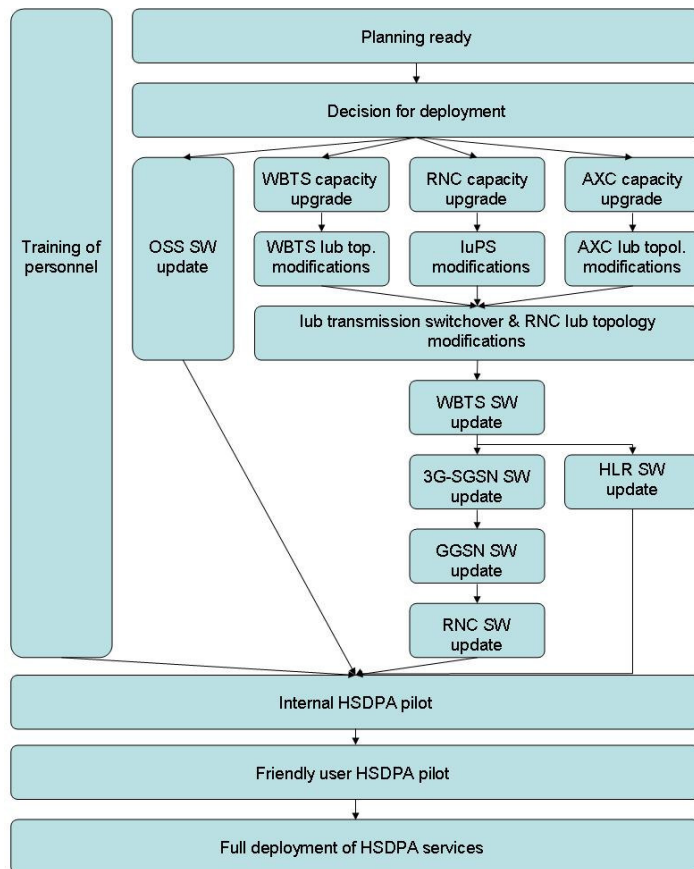 Planning ready
Decision for deployment
Training of
personnel
OSS SW
update
WBTS capacity
upgrade
RNC capacity
upgrade
AXC capacity
upgrade
WBTS Iub top.
modifications
IuPS
modifications
AXC Iub topol.
modifications
Iub transmission switchover & RNC Iub topology
modifications
WBTS SW
update
3G-SGSN SW
update
HLR SW
update
GGSN SW
update
RNC SW
update
Internal HSDPA pilot
Friendly user HSDPA pilot
Full deployment of HSDPA services